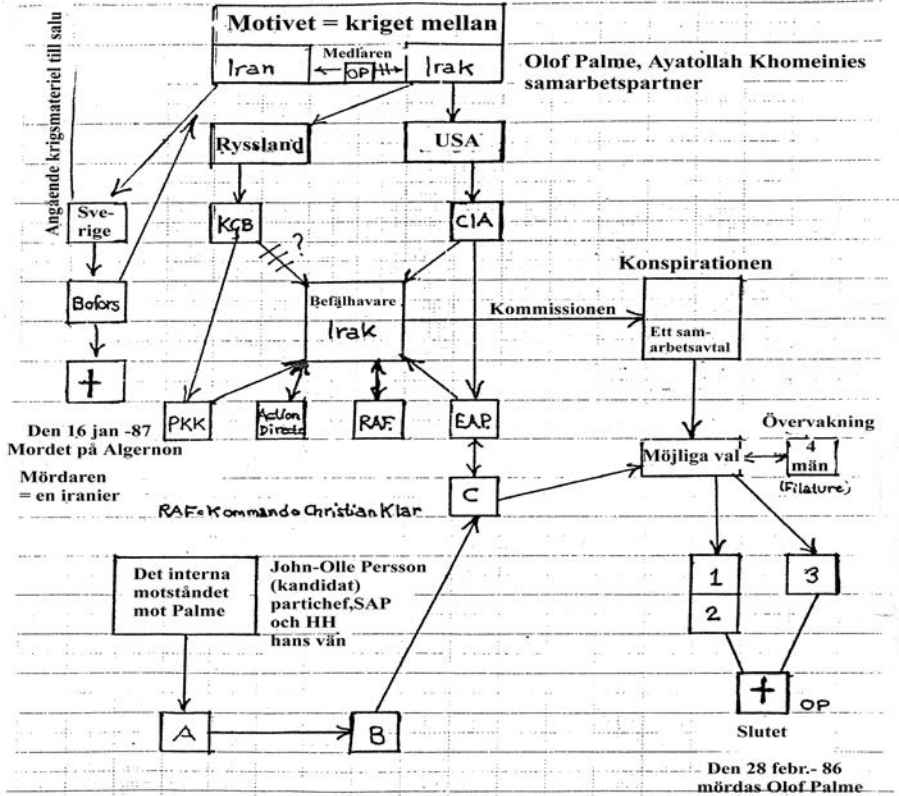 Motivet = kriget mellan
Medlaren
Iran
OP
Irak
Angående krigsmateriel till salu
Olof Palme, Ayatollah Khomeinies
samarbetspartner
Ryssland
USA
Sve-
rige
KGB
?
CIA
Konspirationen
Bofors
Befälhavare
Irak
Kommissionen
Ett sam-
arbetsavtal
PKK
Action
Directe
RAF.
EAP.
Den 16 jan -87
Mordet på Algernon
Mördaren
= en iranier
Övervakning
Möjliga val
4
män
(Filature)
C
RAF=Kommando Christian Klar
Det interna
motståndet
mot Palme
John-Olle Persson
(kandidat)
partichef,SAP
och HH
hans vän
1
2
3
A
B
OP
Slutet
Den 28 febr.- 86
mördas Olof Palme